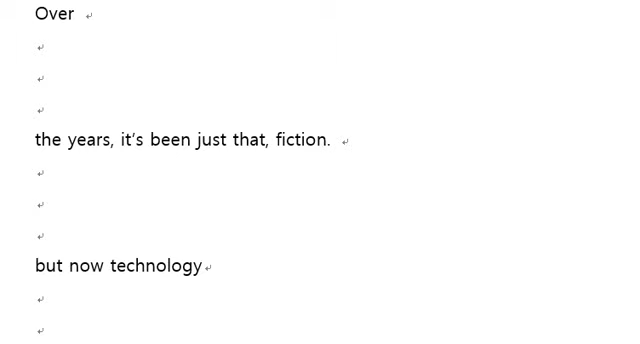 Over
the years, it's been just that, fiction.
but now technology